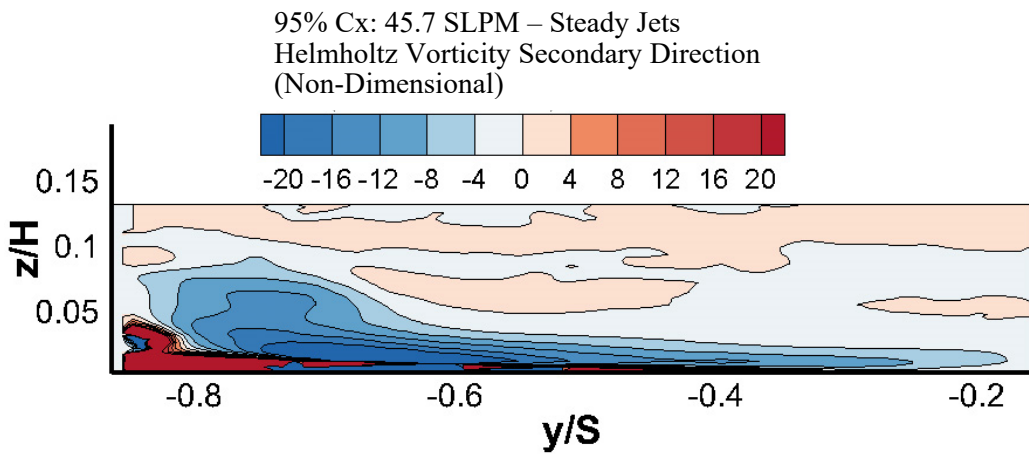 95% Cx: 45.7 SLPM – Steady Jets
Helmholtz Vorticity Secondary Direction
(Non-Dimensional)
-20 -16 -12 -8 -4 0 4 8 12 16 20
0.15
0.1
0.05
z/H
-0.8 -0.6 -0.4 -0.2
y/S